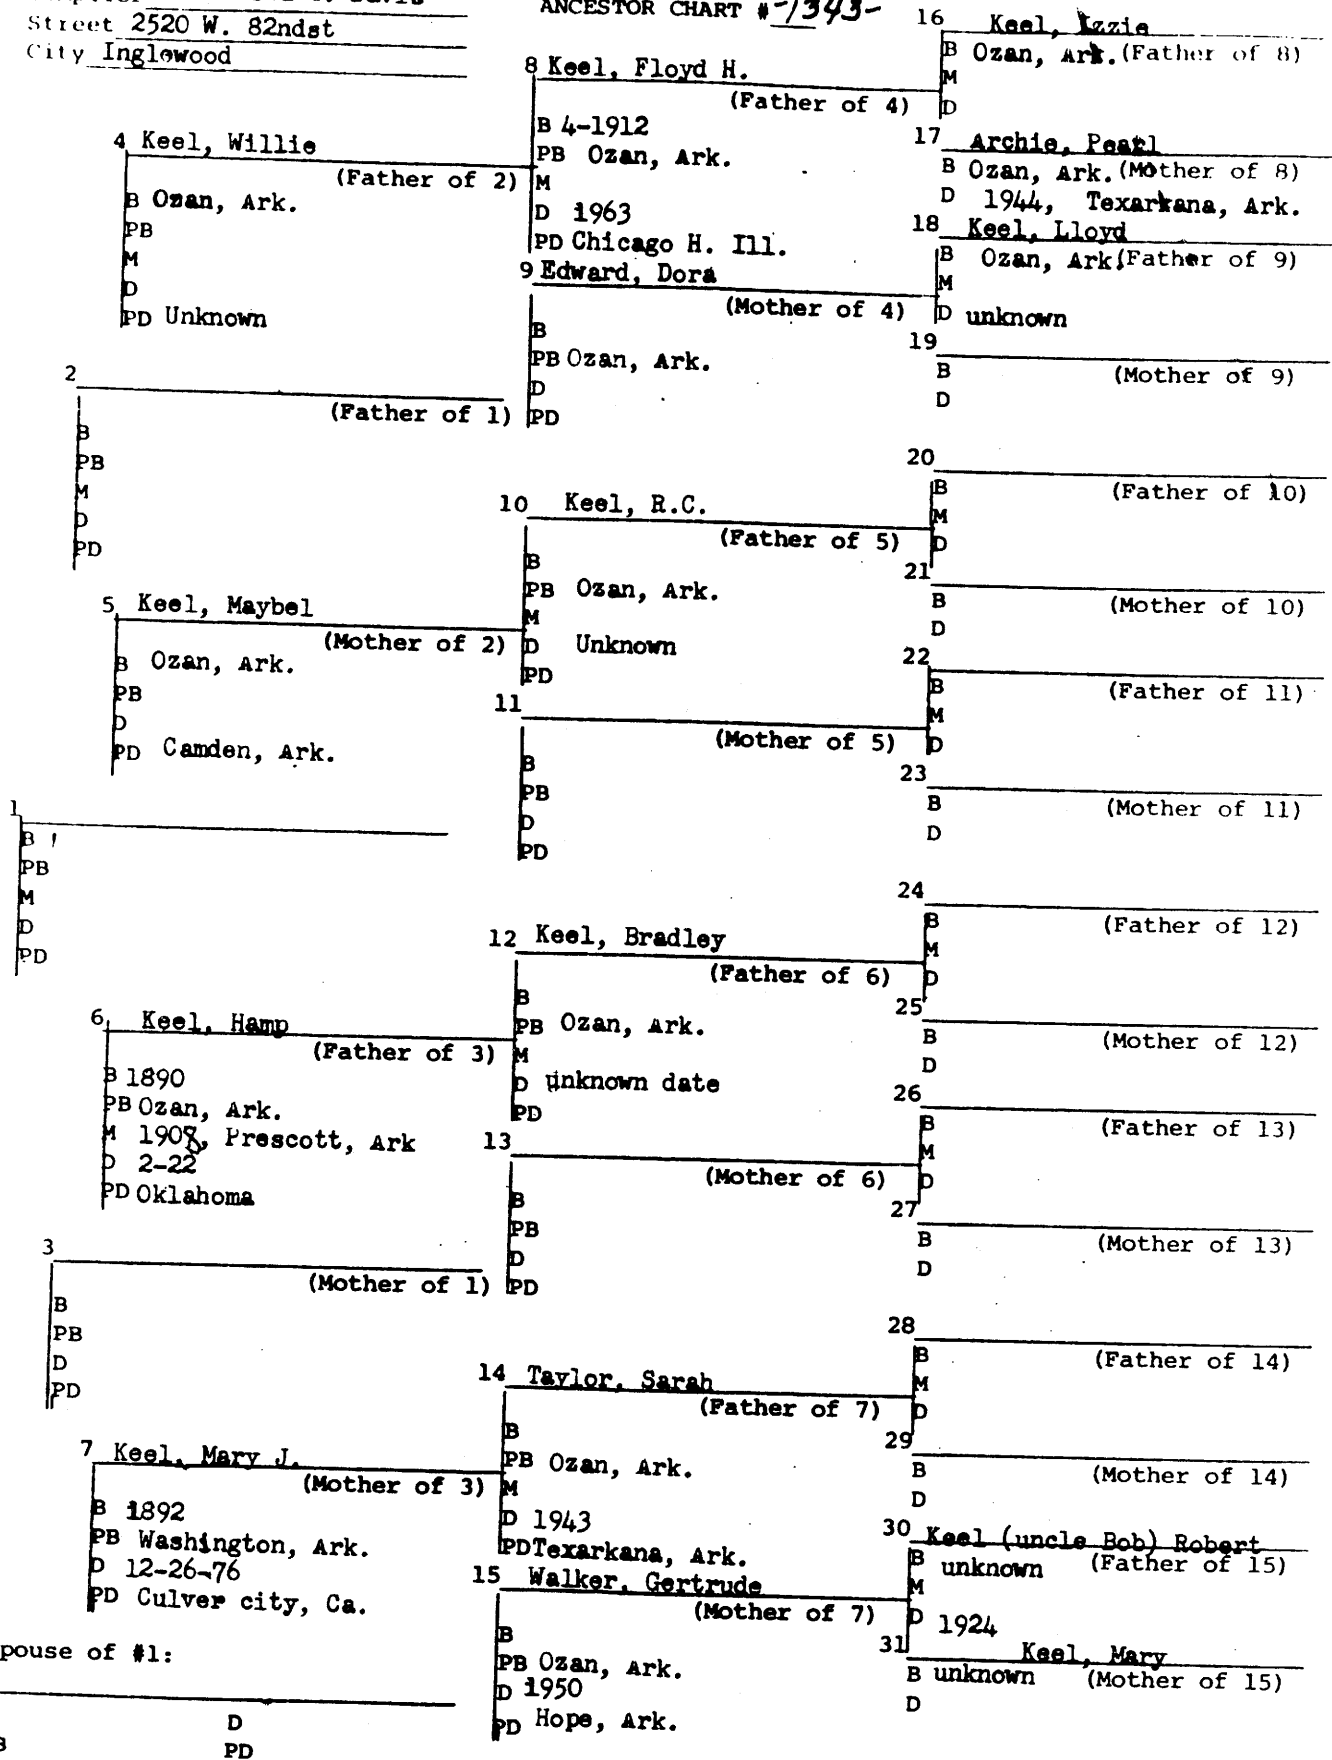 Street 2520 W. 82ndst
City Inglewood
ANCESTOR CHART #-1343-
16 Keel, Izzie
B Ozan, Ark. (Father of 8)
M
D
8 Keel, Floyd H.
(Father of 4)
B 4-1912
PB Ozan, Ark.
M
D 1963
PD Chicago H. Ill.
17 Archie, Pearl
B Ozan, Ark. (Mother of 8)
D 1944, Texarkana, Ark.
4 Keel, Willie
(Father of 2)
B Ozan, Ark.
PB
M
D
PD Unknown
18 Keel, Lloyd
B Ozan, Ark. (Father of 9)
M
D unknown
9 Edward, Dora
(Mother of 4)
B
PB Ozan, Ark.
D
PD
19
B (Mother of 9)
D
2
(Father of 1)
B
PB
M
D
PD
20
B (Father of 10)
M
D
10 Keel, R.C.
(Father of 5)
B
PB Ozan, Ark.
M
D Unknown
PD
21
B (Mother of 10)
D
5 Keel, Maybel
(Mother of 2)
B Ozan, Ark.
PB
D
PD Camden, Ark.
22
B (Father of 11)
M
D
11
(Mother of 5)
B
PB
D
PD
23
B (Mother of 11)
D
1
B
PB
M
D
PD
24
B (Father of 12)
M
D
12 Keel, Bradley
(Father of 6)
B
PB Ozan, Ark.
M
D unknown date
PD
25
B (Mother of 12)
D
6 Keel, Hamp
(Father of 3)
B 1890
PB Ozan, Ark.
M 1908, Prescott, Ark
D 2-22
PD Oklahoma
26
B (Father of 13)
M
D
13
(Mother of 6)
B
PB
D
PD
27
B (Mother of 13)
D
3
(Mother of 1)
B
PB
D
PD
28
B (Father of 14)
M
D
14 Taylor, Sarah
(Father of 7)
B
PB Ozan, Ark.
M
D 1943
PD Texarkana, Ark.
29
B (Mother of 14)
D
7 Keel, Mary J.
(Mother of 3)
B 1892
PB Washington, Ark.
D 12-26-76
PD Culver city, Ca.
30 Keel (uncle Bob) Robert
B unknown (Father of 15)
M
D 1924
15 Walker, Gertrude
(Mother of 7)
B
PB Ozan, Ark.
D 1950
PD Hope, Ark.
31 Keel, Mary
B unknown (Mother of 15)
D
pouse of #1:
D
PD